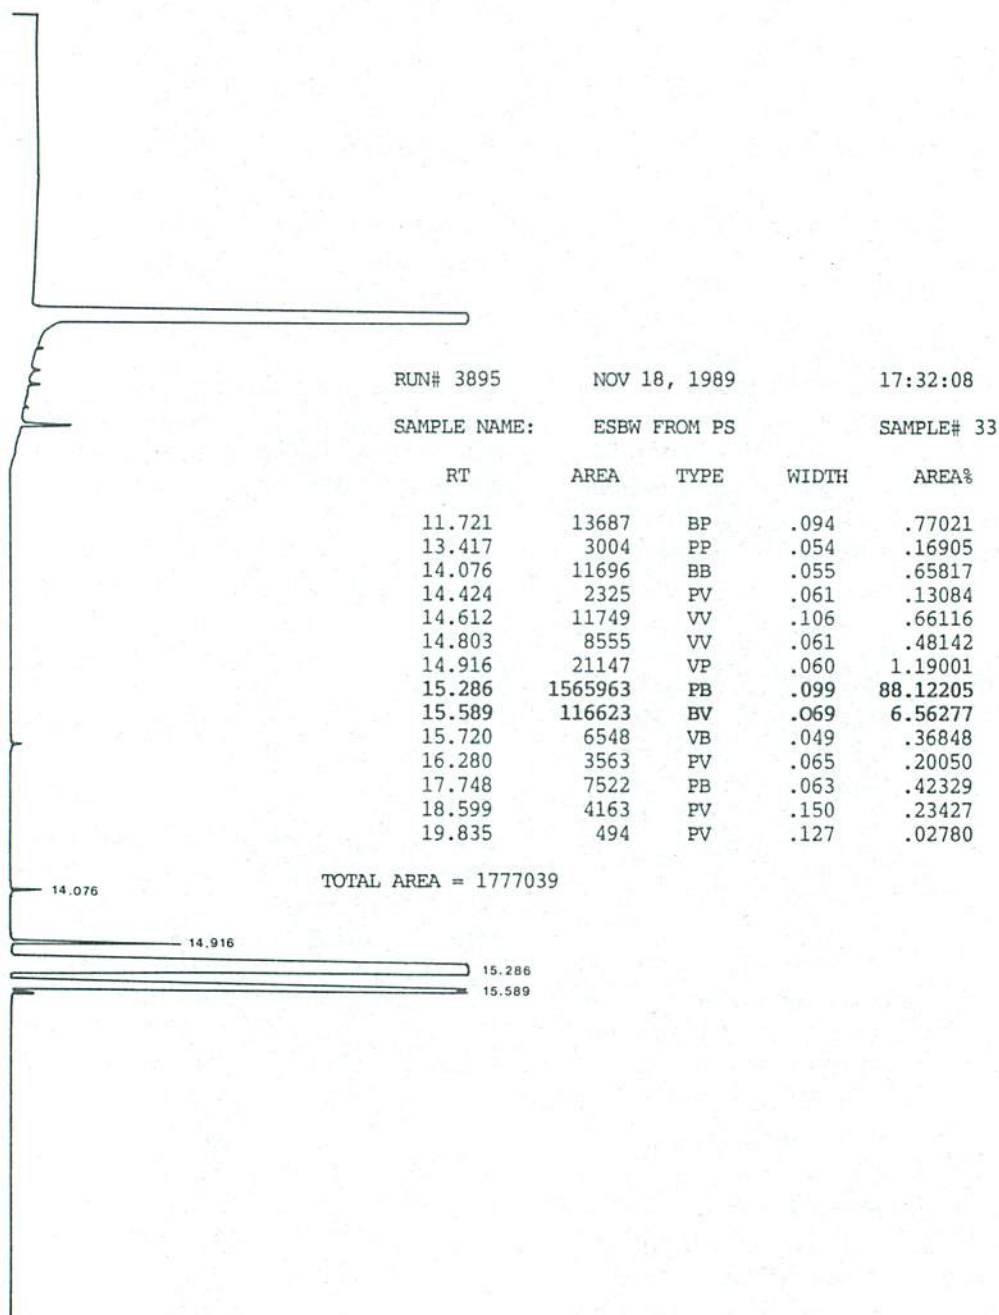 RUN# 3895 NOV 18, 1989 17:32:08
SAMPLE NAME: ESBW FROM PS SAMPLE# 33
RT AREA TYPE WIDTH AREA%
11.721 13687 BP .094 .77021
13.417 3004 PP .054 .16905
14.076 11696 BB .055 .65817
14.424 2325 PV .061 .13084
14.612 11749 VV .106 .66116
14.803 8555 VV .061 .48142
14.916 21147 VP .060 1.19001
15.286 1565963 PB .099 88.12205
15.589 116623 BV .069 6.56277
15.720 6548 VB .049 .36848
16.280 3563 PV .065 .20050
17.748 7522 PB .063 .42329
18.599 4163 PV .150 .23427
19.835 494 PV .127 .02780
TOTAL AREA = 1777039
14.076
14.916
15.286
15.589